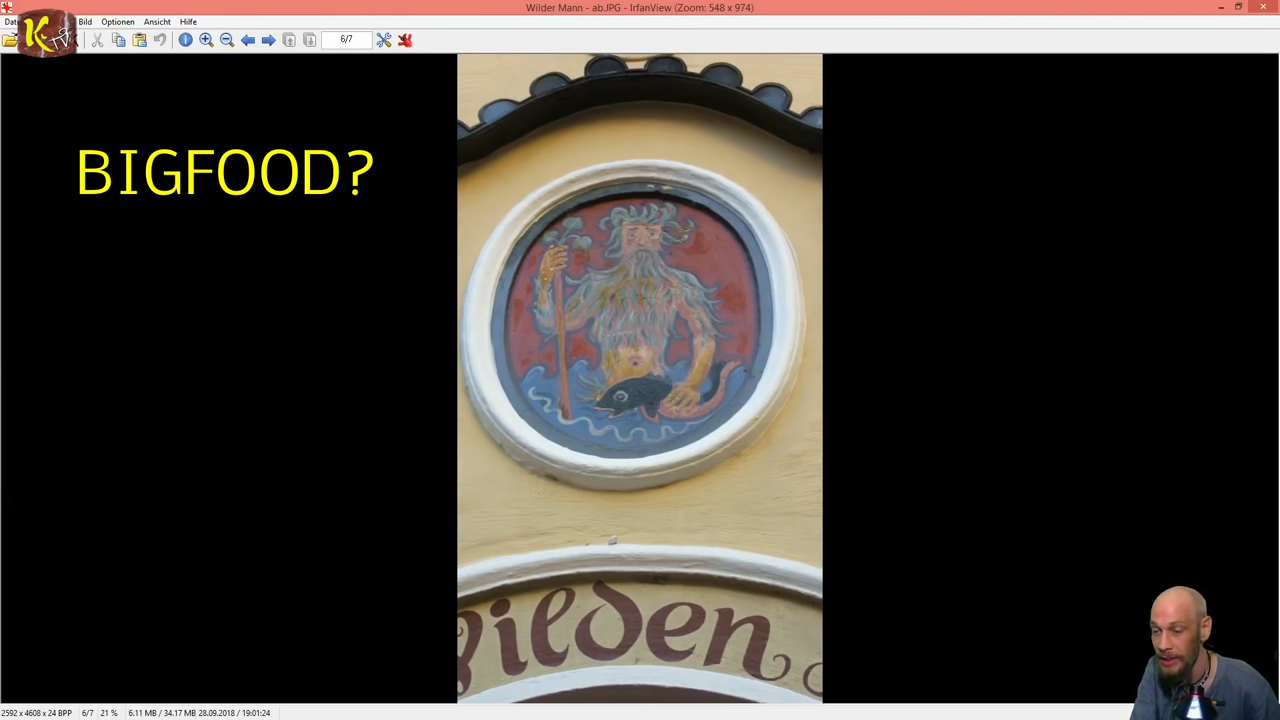 Wilder Mann - ab.JPG - IrfanView (Zoom: 548 x 974)
Bild Optionen Ansicht Hilfe
6/7
BIGFOOD?
wilden
2592 x 4608 x 24 BPP 6/7 21 % 6.11 MB / 34.17 MB 28.09.2018 / 19:01:24